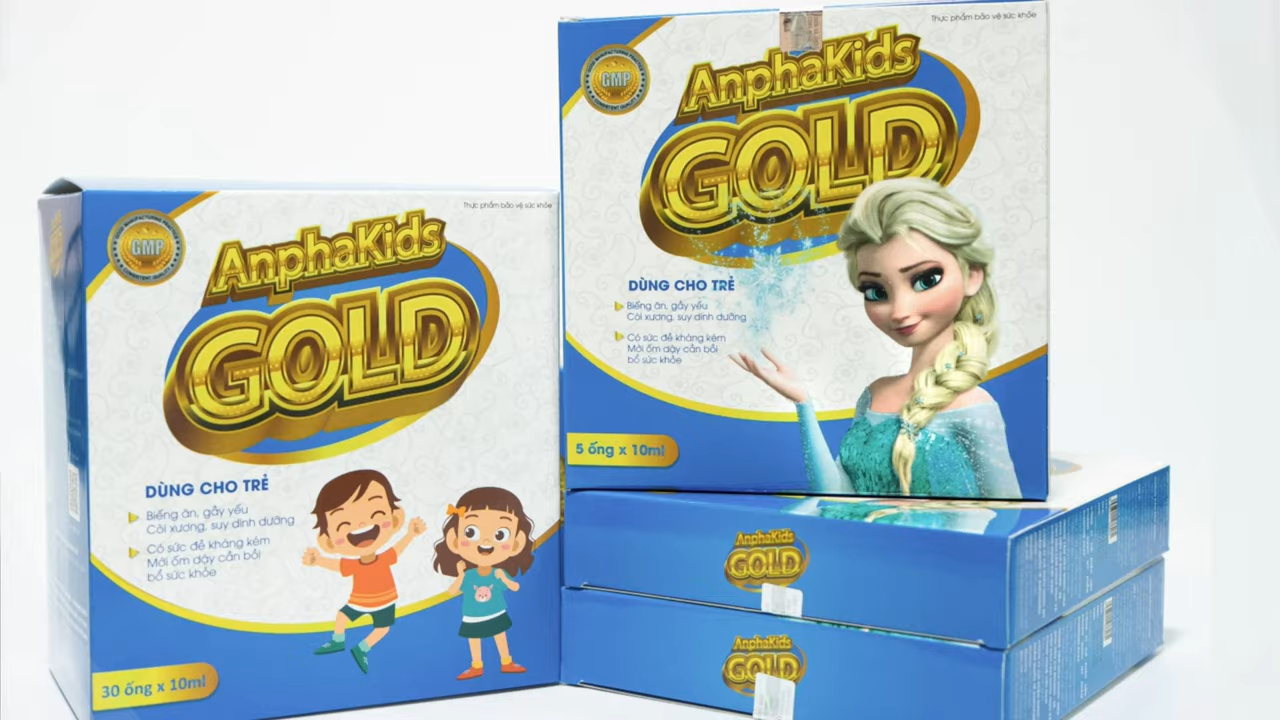 Thực phẩm bảo vệ sức khỏe
GMP
AnphaKids
GOLD
DÙNG CHO TRẺ
Biếng ăn, gầy yếu
Còi xương, suy dinh dưỡng
Có sức đề kháng kém
Mới ốm dậy cần bồi
bổ sức khỏe
30 ống x 10ml
Thực phẩm bảo vệ sức khỏe
GMP
AnphaKids
GOLD
DÙNG CHO TRẺ
Biếng ăn, gầy yếu
Còi xương, suy dinh dưỡng
Có sức đề kháng kém
Mới ốm dậy cần bồi
bổ sức khỏe
5 ống x 10ml
AnphaKids
GOLD
AnphaKids
GOLD